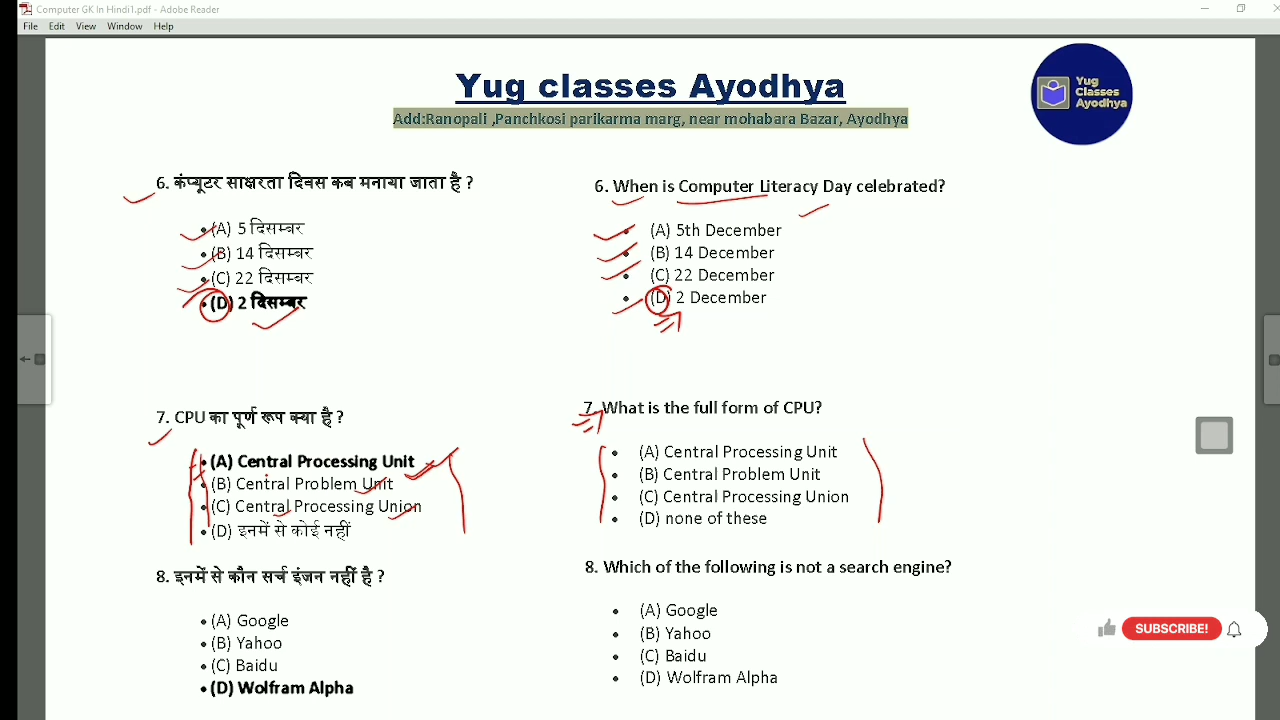 Computer GK In Hindi1.pdf - Adobe Reader
File Edit View Window Help
Yug classes Ayodhya
Add:Ranopali ,Panchkosi parikarma marg, near mohabara Bazar, Ayodhya
Yug
Classes
Ayodhya
6. कंप्यूटर साक्षरता दिवस कब मनाया जाता है ?
• (A) 5 दिसम्बर
• (B) 14 दिसम्बर
• (C) 22 दिसम्बर
• (D) 2 दिसम्बर
6. When is Computer Literacy Day celebrated?
• (A) 5th December
• (B) 14 December
• (C) 22 December
• (D) 2 December
7. CPU का पूर्ण रूप क्या है ?
• (A) Central Processing Unit
• (B) Central Problem Unit
• (C) Central Processing Union
• (D) इनमें से कोई नहीं
7. What is the full form of CPU?
• (A) Central Processing Unit
• (B) Central Problem Unit
• (C) Central Processing Union
• (D) none of these
8. इनमें से कौन सर्च इंजन नहीं है ?
• (A) Google
• (B) Yahoo
• (C) Baidu
• (D) Wolfram Alpha
8. Which of the following is not a search engine?
• (A) Google
• (B) Yahoo
• (C) Baidu
• (D) Wolfram Alpha
SUBSCRIBE!